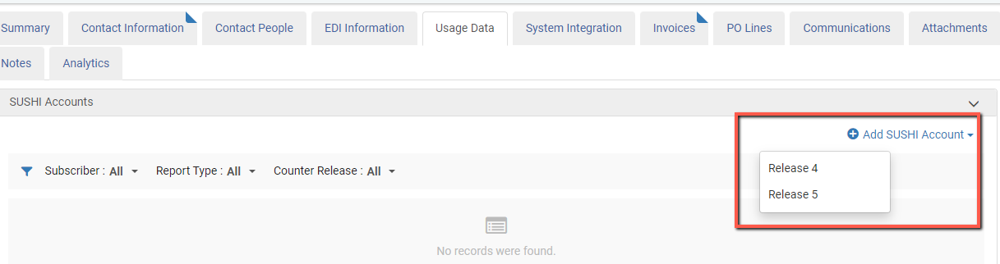 Summary Contact Information Contact People EDI Information Usage Data System Integration Invoices PO Lines Communications Attachments
Notes Analytics
SUSHI Accounts
Add SUSHI Account
Subscriber : All Report Type : All Counter Release : All
Release 4
Release 5
No records were found.